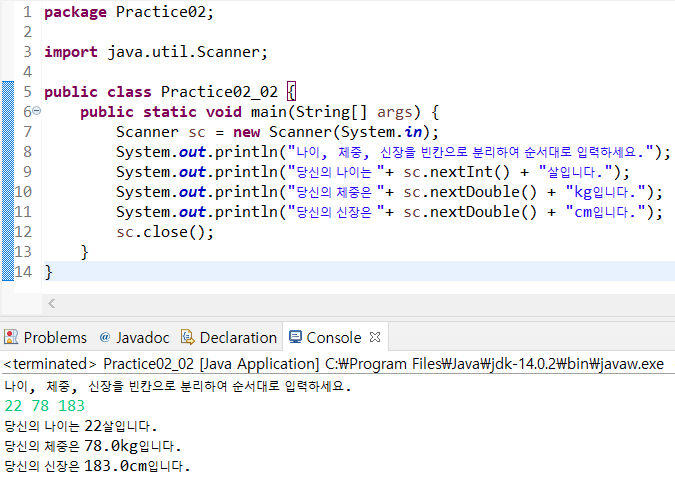 1 package Practice02;
2
3 import java.util.Scanner;
4
5 public class Practice02_02 {
6 public static void main(String[] args) {
7 Scanner sc = new Scanner(System.in);
8 System.out.println("나이, 체중, 신장을 빈칸으로 분리하여 순서대로 입력하세요.");
9 System.out.println("당신의 나이는 "+ sc.nextInt() + "살입니다.");
10 System.out.println("당신의 체중은 "+ sc.nextDouble() + "kg입니다.");
11 System.out.println("당신의 신장은 "+ sc.nextDouble() + "cm입니다.");
12 sc.close();
13 }
14 }
Problems @ Javadoc Declaration Console
<terminated> Practice02_02 [Java Application] C:₩Program Files₩Java₩jdk-14.0.2₩bin₩javaw.exe
나이, 체중, 신장을 빈칸으로 분리하여 순서대로 입력하세요.
22 78 183
당신의 나이는 22살입니다.
당신의 체중은 78.0kg입니다.
당신의 신장은 183.0cm입니다.